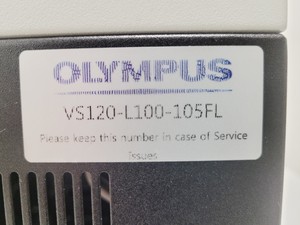 OLYMPUS
VS120-L100-105FL
Please keep this number in case of Service
Issues